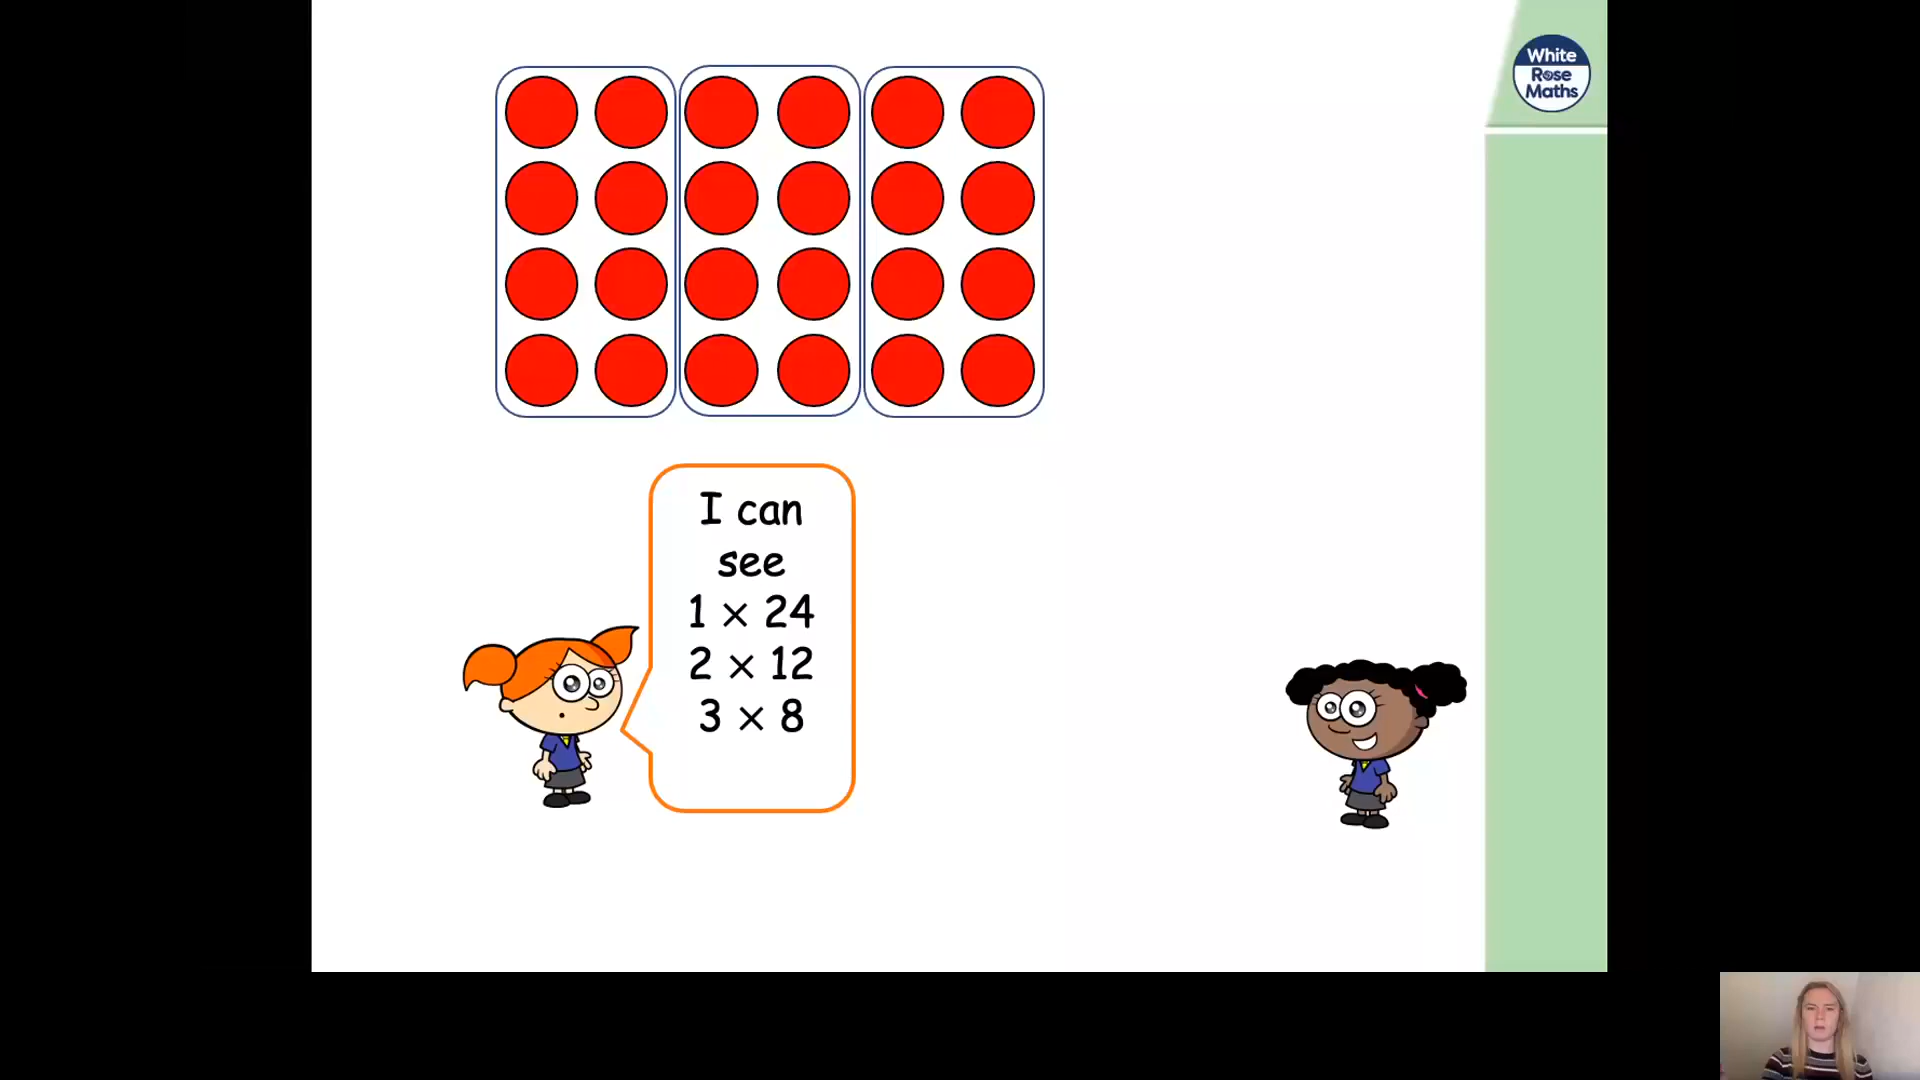 White
Rose
Maths
I can
see
1 × 24
2 × 12
3 × 8